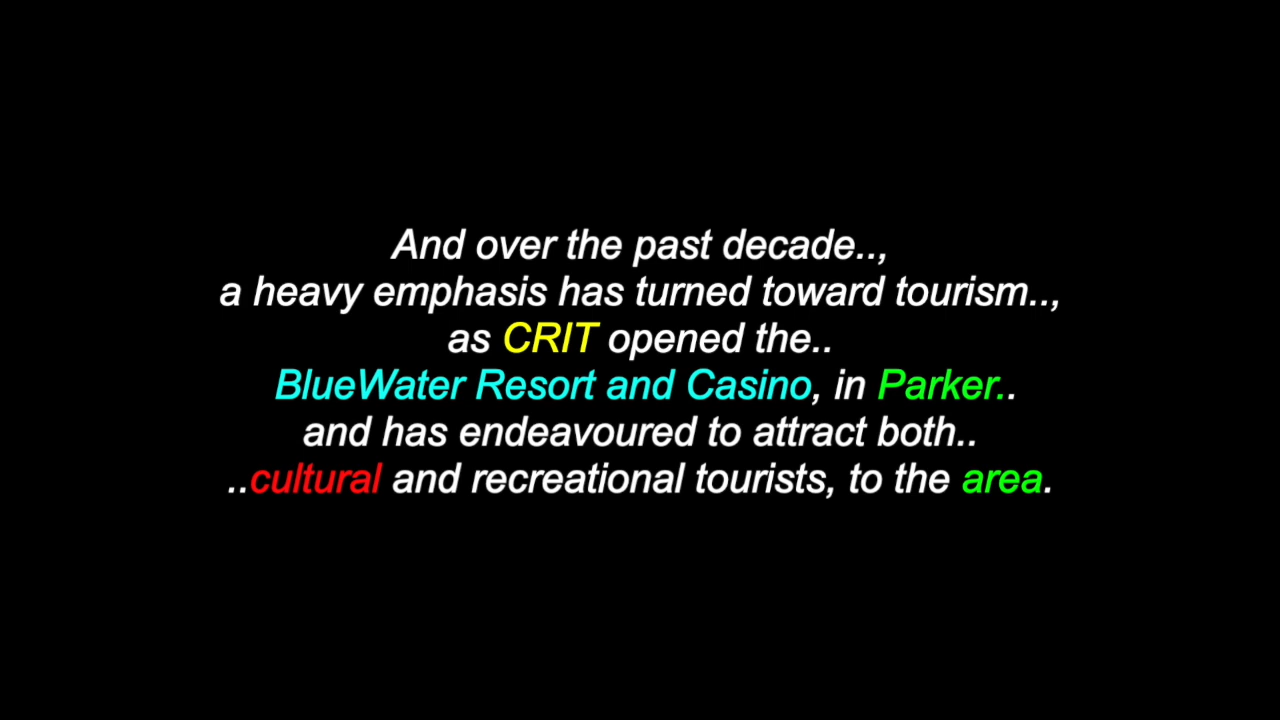 And over the past decade..,
a heavy emphasis has turned toward tourism..,
as CRIT opened the..
BlueWater Resort and Casino, in Parker..
and has endeavoured to attract both..
..cultural and recreational tourists, to the area.